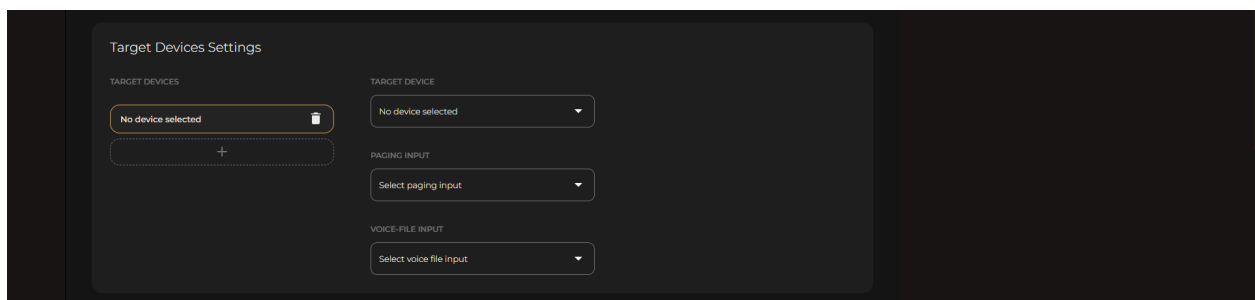 Target Devices Settings
TARGET DEVICES
No device selected
+
TARGET DEVICE
No device selected
PAGING INPUT
Select paging input
VOICE-FILE INPUT
Select voice file input